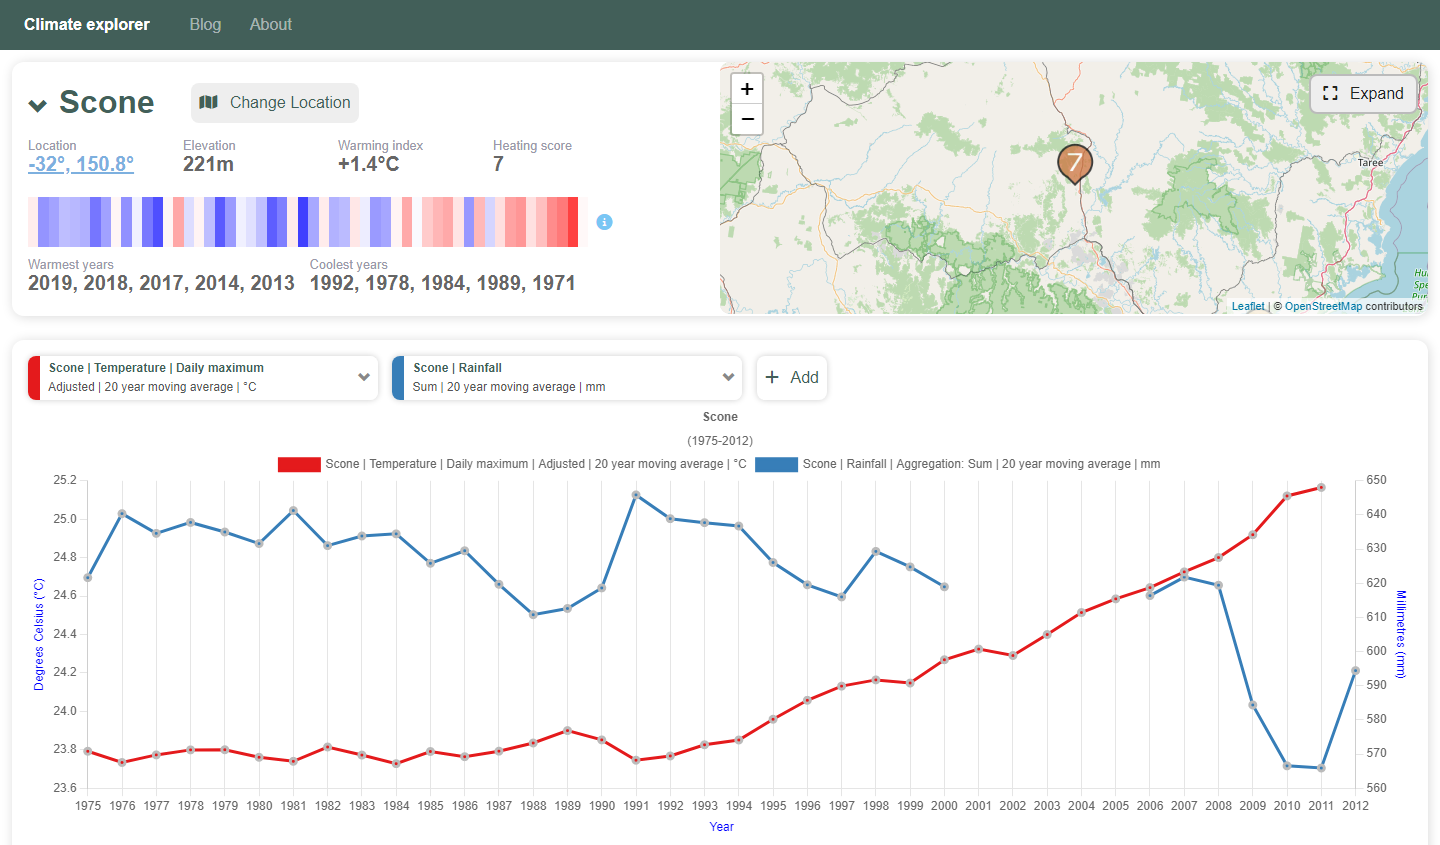 Climate explorer Blog About
Scone Change Location
Location Elevation Warming index Heating score
-32°, 150.8° 221m +1.4°C 7
Warmest years Coolest years
2019, 2018, 2017, 2014, 2013 1992, 1978, 1984, 1989, 1971
+
−
Expand
7
Taree
Leaflet | © OpenStreetMap contributors
Scone | Temperature | Daily maximum
Adjusted | 20 year moving average | °C
Scone | Rainfall
Sum | 20 year moving average | mm
+ Add
Scone
(1975-2012)
Scone | Temperature | Daily maximum | Adjusted | 20 year moving average | °C
Scone | Rainfall | Aggregation: Sum | 20 year moving average | mm
Degrees Celsius (°C)
25.2
25.0
24.8
24.6
24.4
24.2
24.0
23.8
23.6
650
640
630
620
610
600
590
580
570
560
Millimetres (mm)
1975 1976 1977 1978 1979 1980 1981 1982 1983 1984 1985 1986 1987 1988 1989 1990 1991 1992 1993 1994 1995 1996 1997 1998 1999 2000 2001 2002 2003 2004 2005 2006 2007 2008 2009 2010 2011 2012
Year